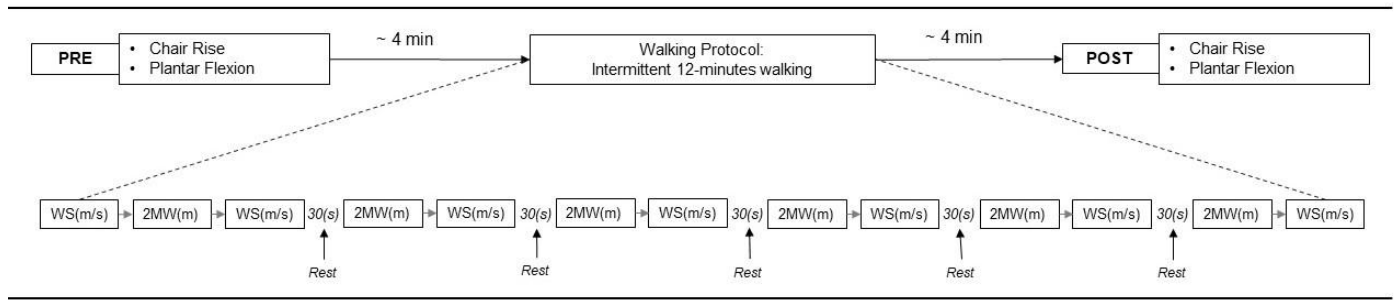 ~ 4 min
~ 4 min
PRE
• Chair Rise
• Plantar Flexion
Walking Protocol:
Intermittent 12-minutes walking
POST
• Chair Rise
• Plantar Flexion
WS(m/s) 2MW(m) WS(m/s) 30(s) 2MW(m) WS(m/s) 30(s) 2MW(m) WS(m/s) 30(s) 2MW(m) WS(m/s) 30(s) 2MW(m) WS(m/s) 30(s) 2MW(m) WS(m/s)
Rest Rest Rest Rest Rest